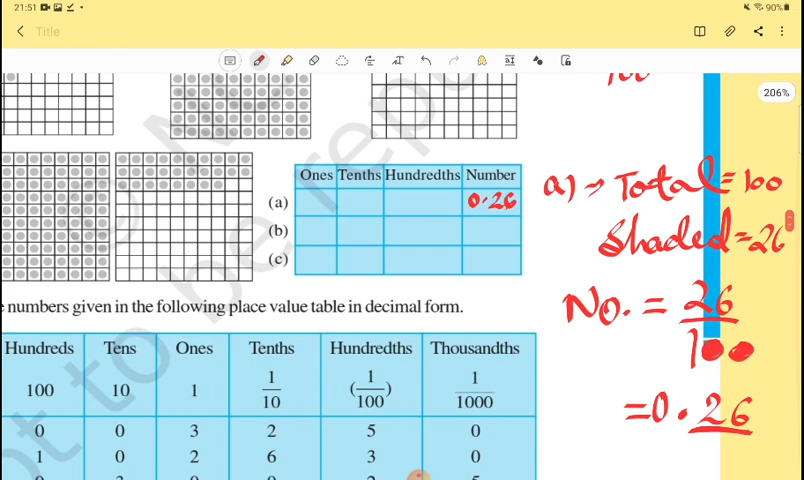 21:51
90%
Title
206%
100
Ones Tenths Hundredths Number
(a) 0.26
(b)
(c)
a) → Total = 100
Shaded = 26
No. = 26
100
= 0.26
numbers given in the following place value table in decimal form.
Hundreds Tens Ones Tenths Hundredths Thousandths
100 10 1 1/10 (1/100) 1/1000
0 0 3 2 5 0
1 0 2 6 3 0